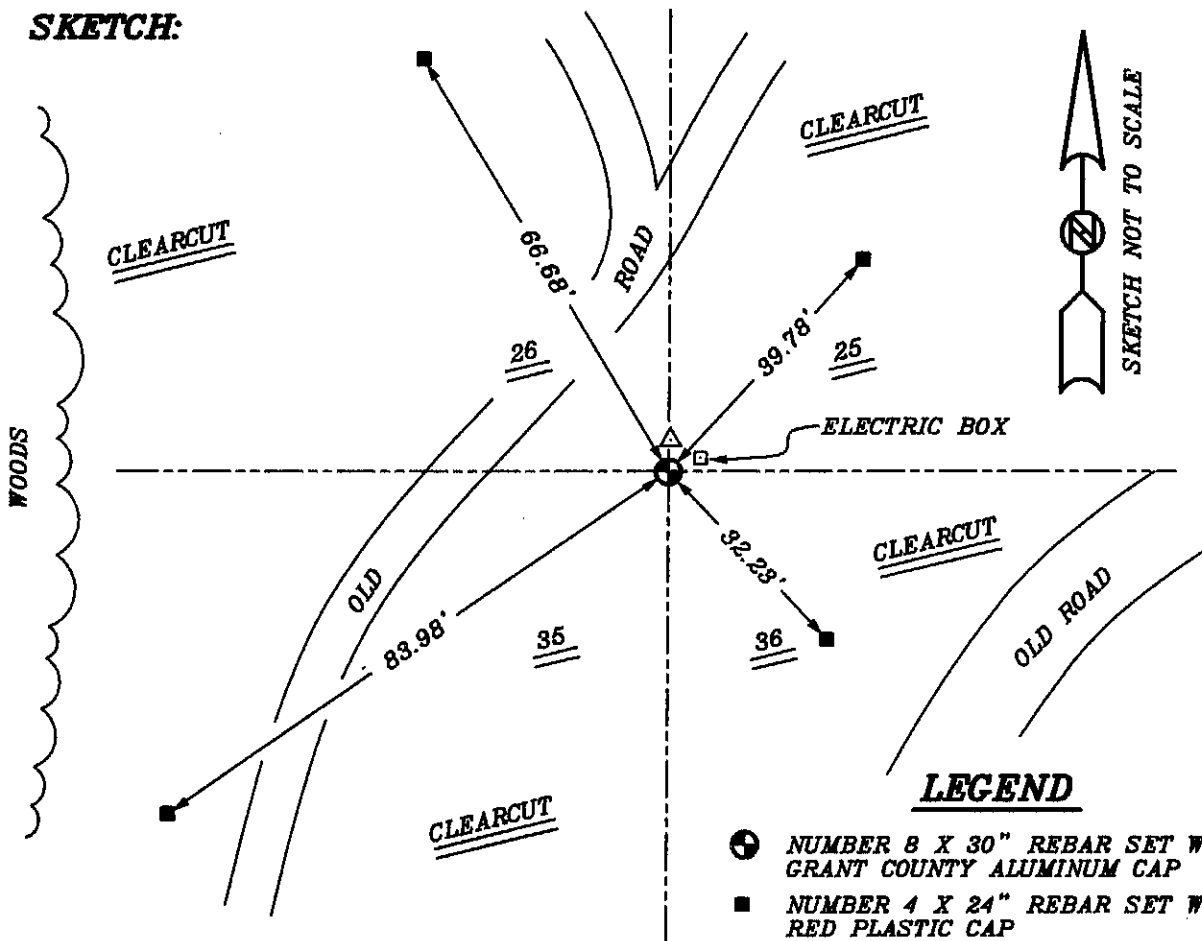 SKETCH:
CLEARCUT
SKETCH NOT TO SCALE
N
CLEARCUT
66.68'
ROAD
39.78'
26
25
ELECTRIC BOX
WOODS
32.23'
CLEARCUT
OLD
83.98'
35
36
OLD ROAD
CLEARCUT
LEGEND
NUMBER 8 X 30" REBAR SET W
GRANT COUNTY ALUMINUM CAP
NUMBER 4 X 24" REBAR SET W
RED PLASTIC CAP